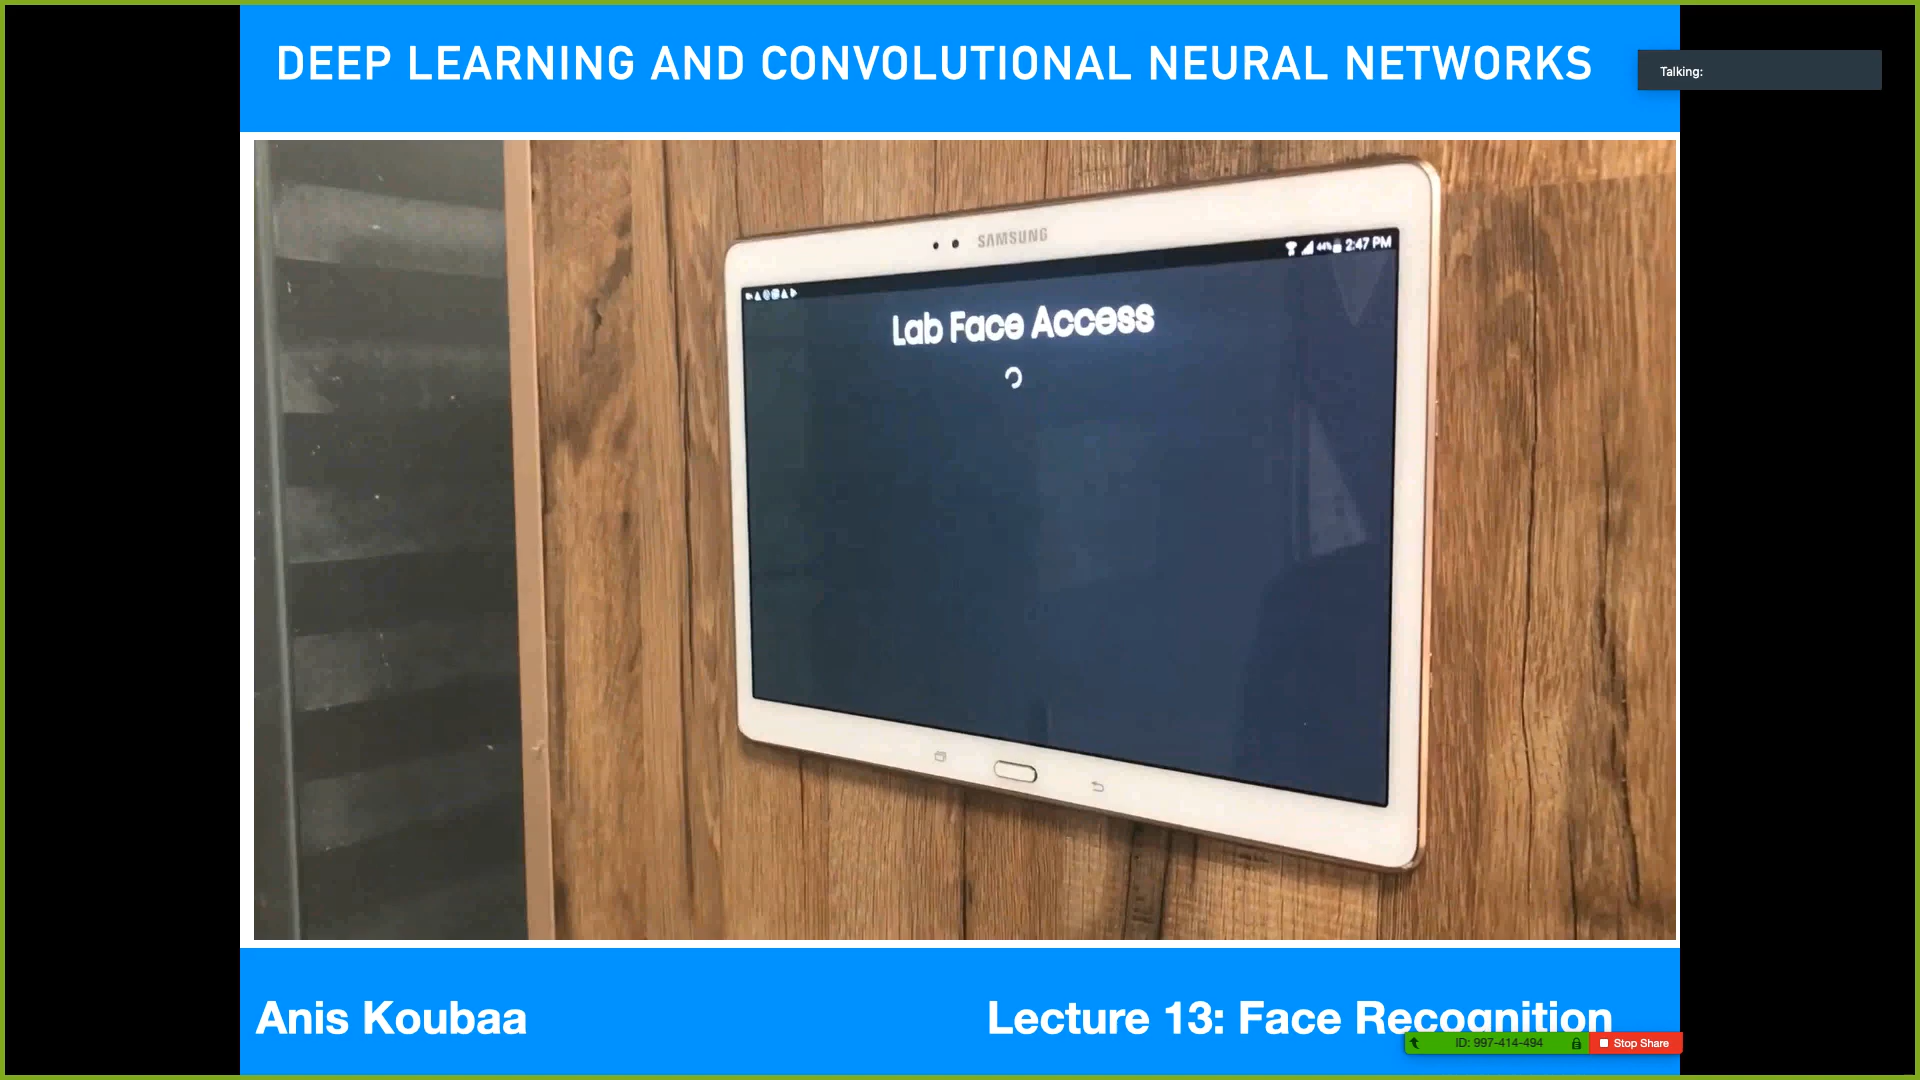 DEEP LEARNING AND CONVOLUTIONAL NEURAL NETWORKS
Talking:
SAMSUNG
44% 2:47 PM
Lab Face Access
Anis Koubaa
Lecture 13: Face Recognition
ID: 997-414-494
Stop Share